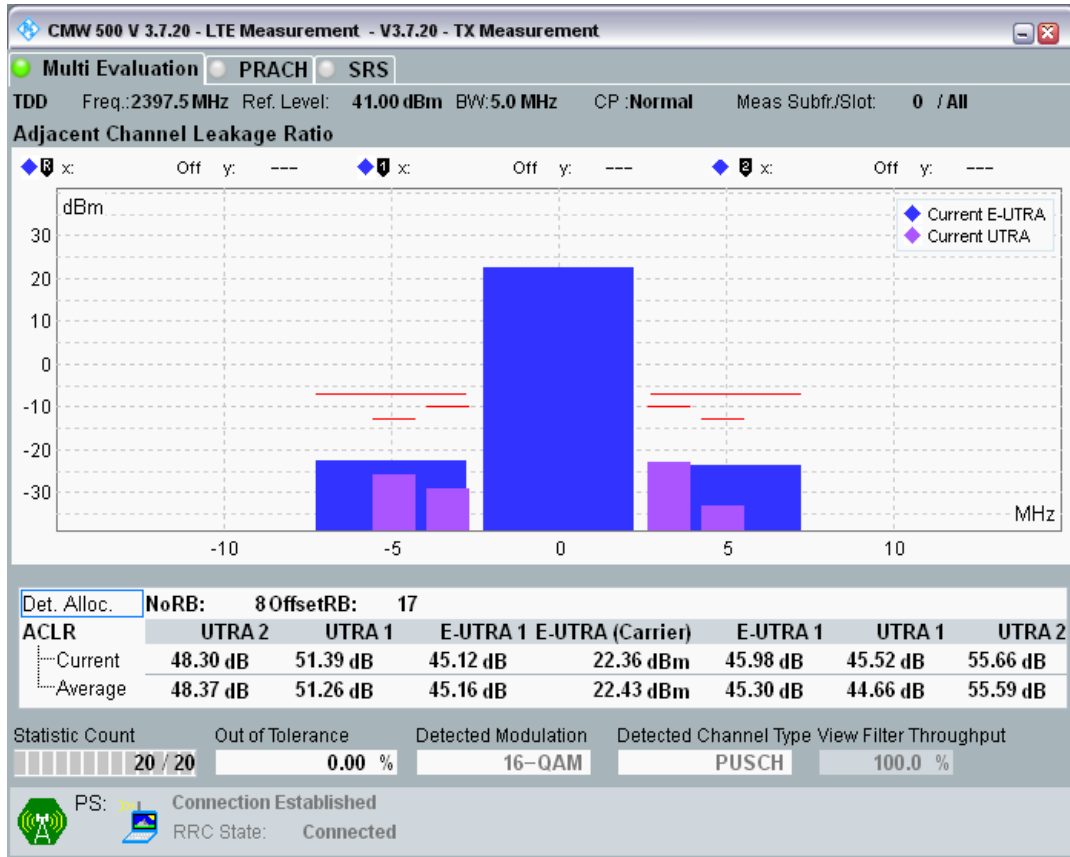 CMW 500 V 3.7.20 - LTE Measurement - V3.7.20 - TX Measurement
Multi Evaluation PRACH SRS
TDD Freq.:2397.5 MHz Ref. Level: 41.00 dBm BW:5.0 MHz CP :Normal Meas Subfr./Slot: 0 / All
Adjacent Channel Leakage Ratio
R x: Off y: --- 1 x: Off y: --- 2 x: Off y: ---
dBm
Current E-UTRA
Current UTRA
30
20
10
0
-10
-20
-30
MHz
-10 -5 0 5 10
Det. Alloc. NoRB: 8 OffsetRB: 17
ACLR UTRA 2 UTRA 1 E-UTRA 1 E-UTRA (Carrier) E-UTRA 1 UTRA 1 UTRA 2
Current 48.30 dB 51.39 dB 45.12 dB 22.36 dBm 45.98 dB 45.52 dB 55.66 dB
Average 48.37 dB 51.26 dB 45.16 dB 22.43 dBm 45.30 dB 44.66 dB 55.59 dB
Statistic Count Out of Tolerance Detected Modulation Detected Channel Type View Filter Throughput
20 / 20 0.00 % 16-QAM PUSCH 100.0 %
PS: Connection Established
RRC State: Connected